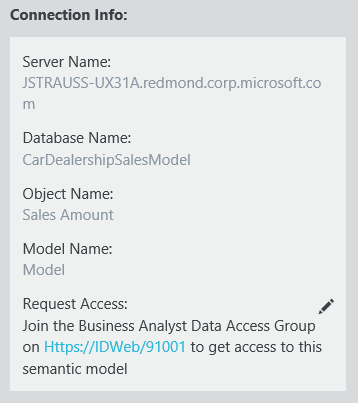 Connection Info:
Server Name:
JSTRAUSS-UX31A.redmond.corp.microsoft.co
m
Database Name:
CarDealershipSalesModel
Object Name:
Sales Amount
Model Name:
Model
Request Access:
Join the Business Analyst Data Access Group
on Https://IDWeb/91001 to get access to this
semantic model